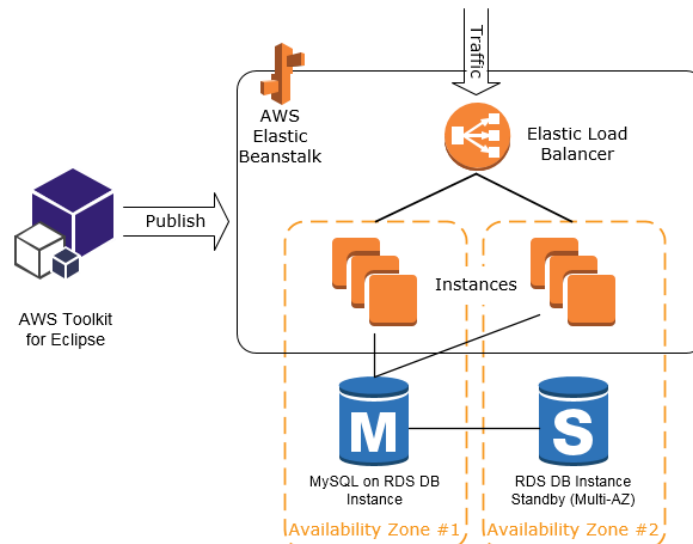 Traffic
AWS
Elastic
Beanstalk
Elastic Load
Balancer
Publish
AWS Toolkit
for Eclipse
Instances
M
S
MySQL on RDS DB
Instance
RDS DB Instance
Standby (Multi-AZ)
Availability Zone #1
Availability Zone #2